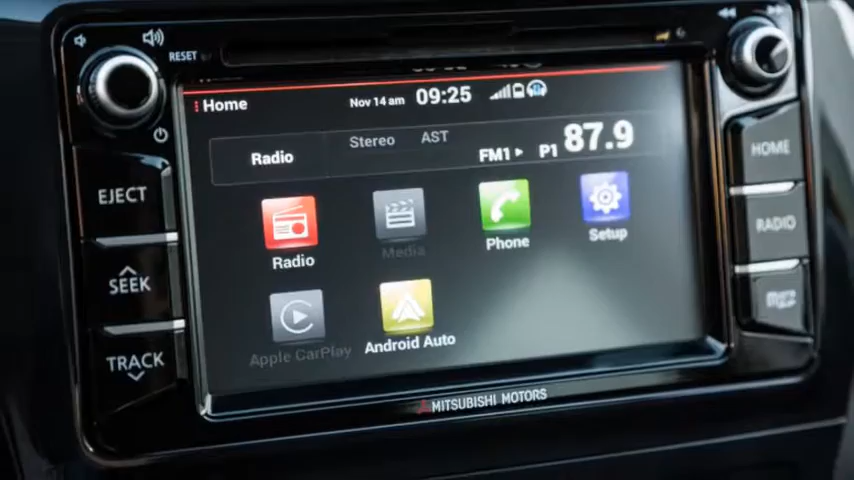 RESET
Home
Nov 14 am 09:25
Radio
Stereo AST
FM1 P1 87.9
Radio
Media
Phone
Setup
Apple CarPlay
Android Auto
EJECT
SEEK
TRACK
HOME
RADIO
MITSUBISHI MOTORS